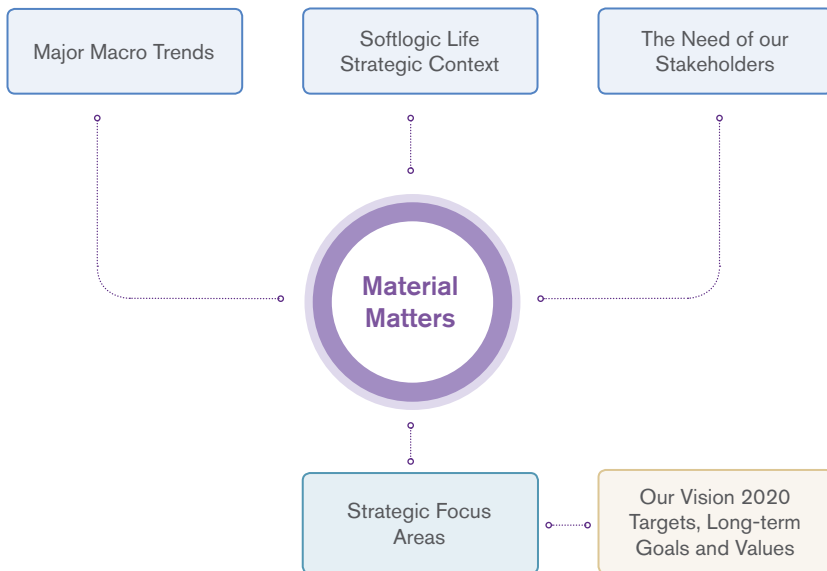 Major Macro Trends
Softlogic Life
Strategic Context
The Need of our
Stakeholders
Material
Matters
Strategic Focus
Areas
Our Vision 2020
Targets, Long-term
Goals and Values